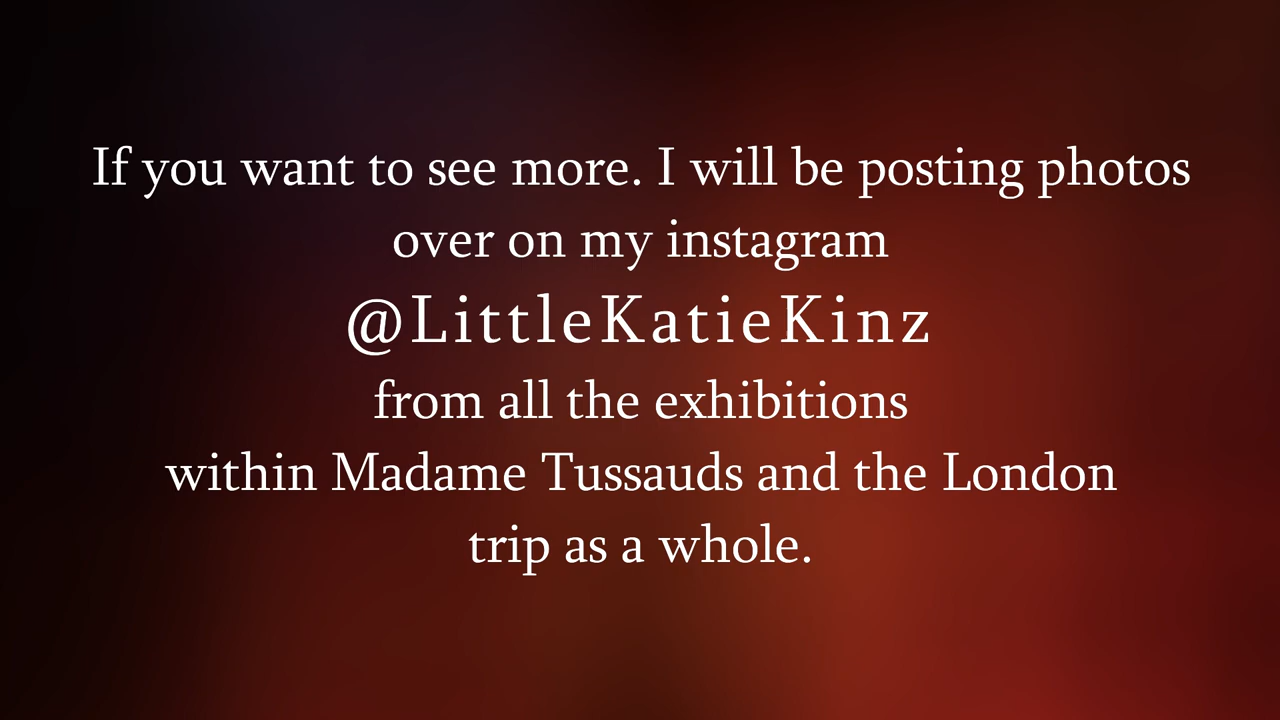 If you want to see more. I will be posting photos
over on my instagram
@LittleKatieKinz
from all the exhibitions
within Madame Tussauds and the London
trip as a whole.